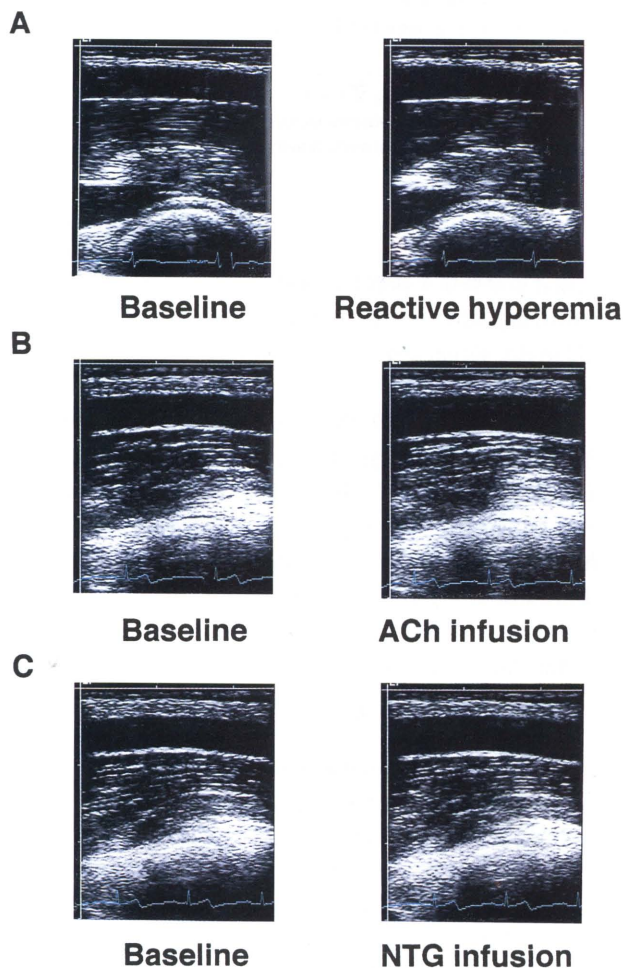 A
Baseline
Reactive hyperemia
B
Baseline
ACh infusion
C
Baseline
NTG infusion